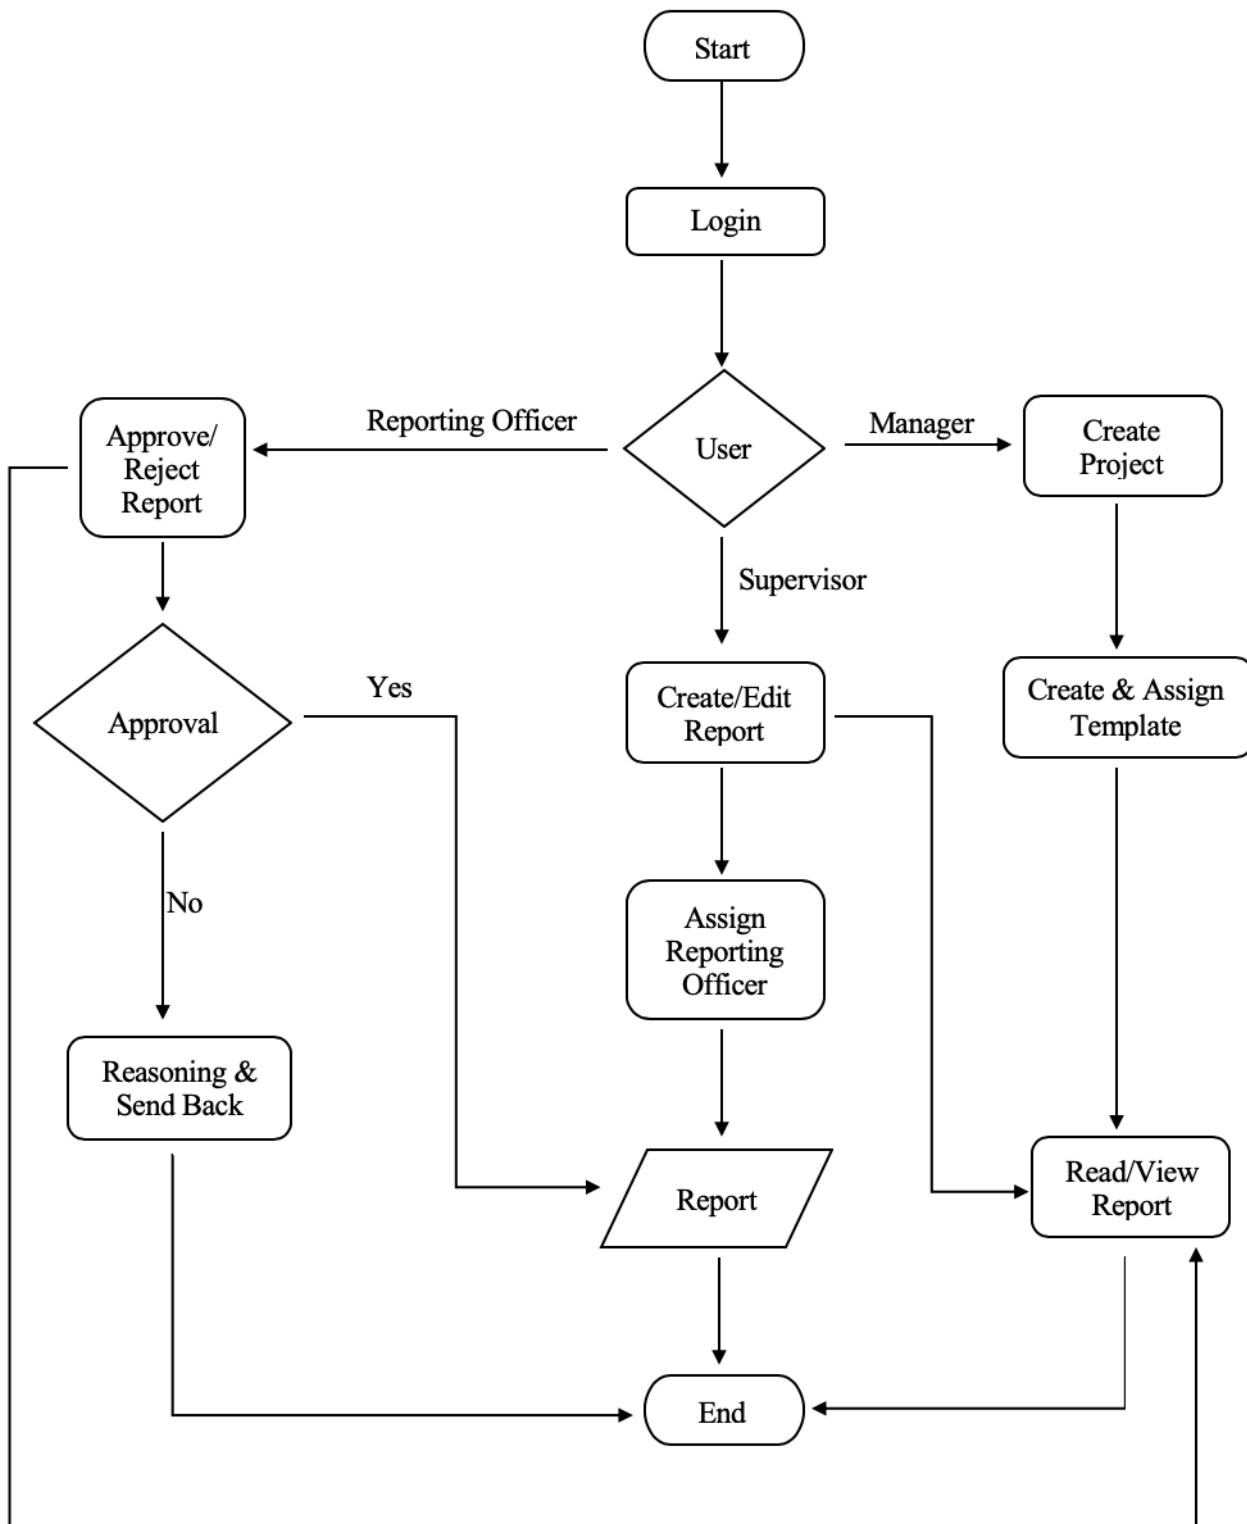 Start
Login
User
Reporting Officer
Manager
Supervisor
Approve/
Reject
Report
Create
Project
Approval
Yes
No
Create/Edit
Report
Create & Assign
Template
Assign
Reporting
Officer
Reasoning &
Send Back
Report
Read/View
Report
End